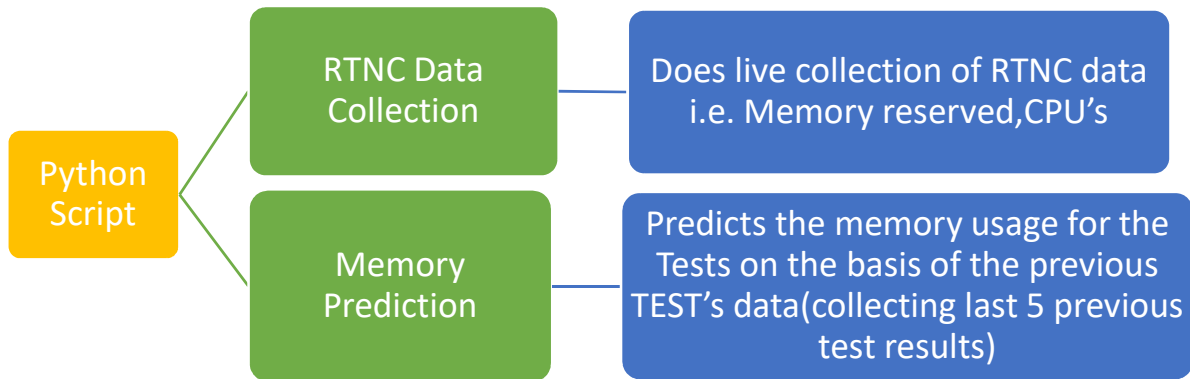 Python
Script
RTNC Data
Collection
Does live collection of RTNC data
i.e. Memory reserved,CPU’s
Memory
Prediction
Predicts the memory usage for the
Tests on the basis of the previous
TEST’s data(collecting last 5 previous
test results)